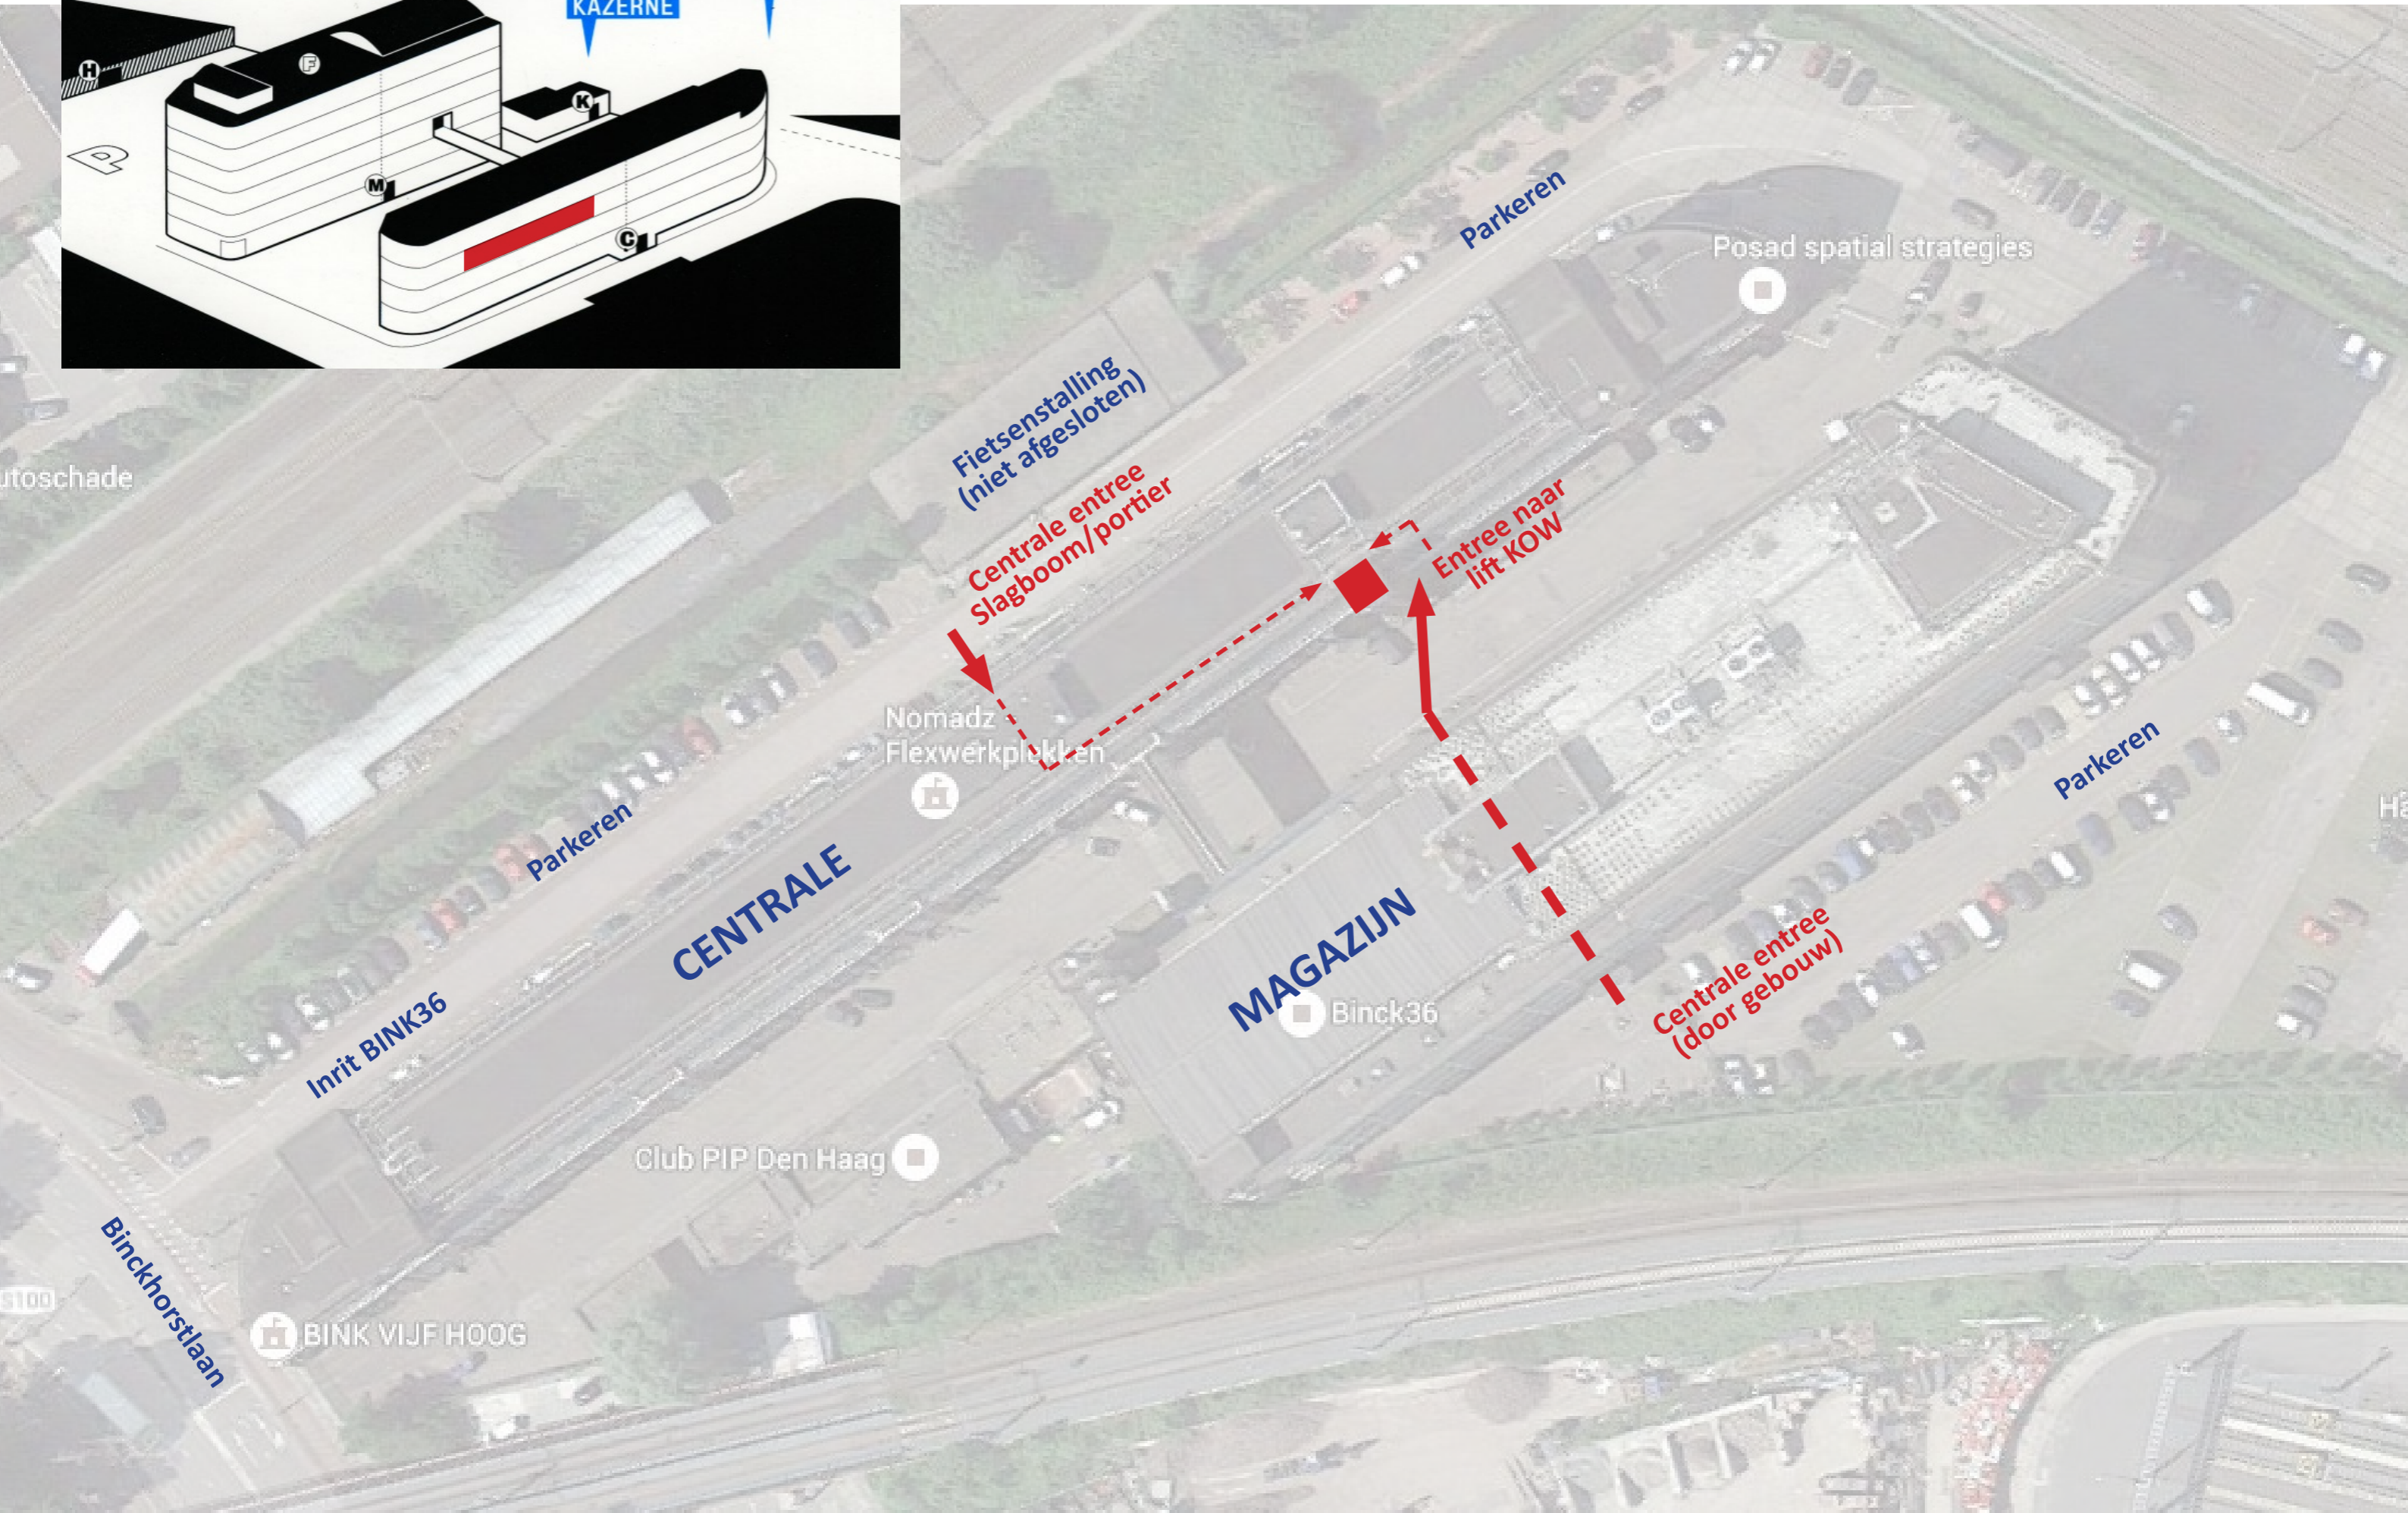 KAZERNE
H
F
K
P
M
C
Parkeren
Posad spatial strategies
Fietsenstalling
(niet afgesloten)
utoschade
Centrale entree
Slagboom/portier
Entree naar
lift KOW
Nomadz
Flexwerkplekken
Parkeren
Parkeren
CENTRALE
MAGAZIJN
Binck36
Centrale entree
(door gebouw)
Inrit BINK36
Club PIP Den Haag
Binckhorstlaan
S100
BINK VIJF HOOG